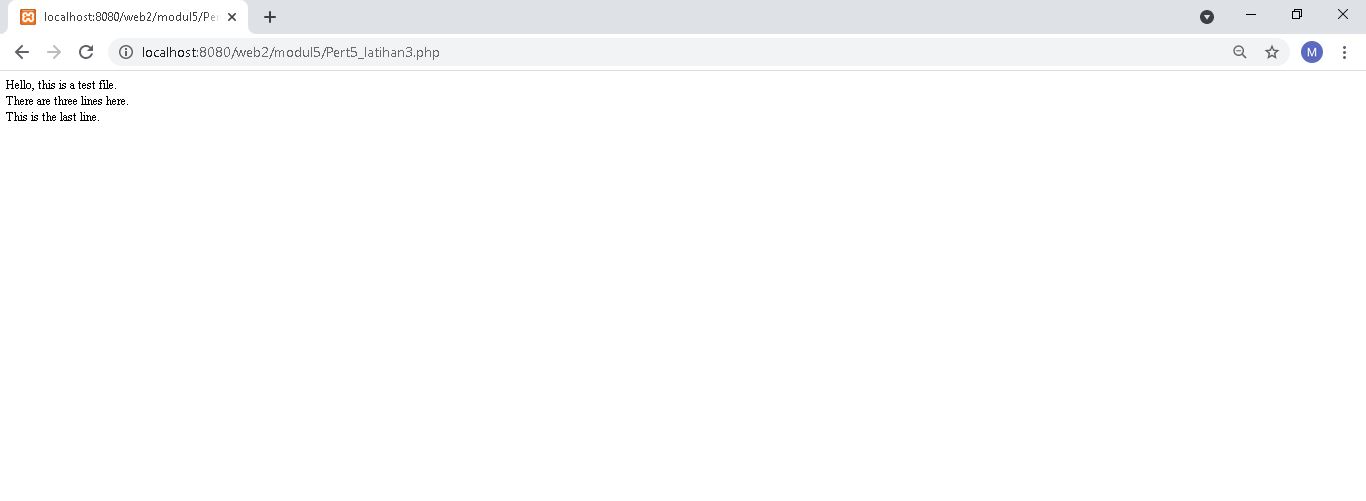 localhost:8080/web2/modul5/Per
localhost:8080/web2/modul5/Pert5_latihan3.php
M
Hello, this is a test file.
There are three lines here.
This is the last line.